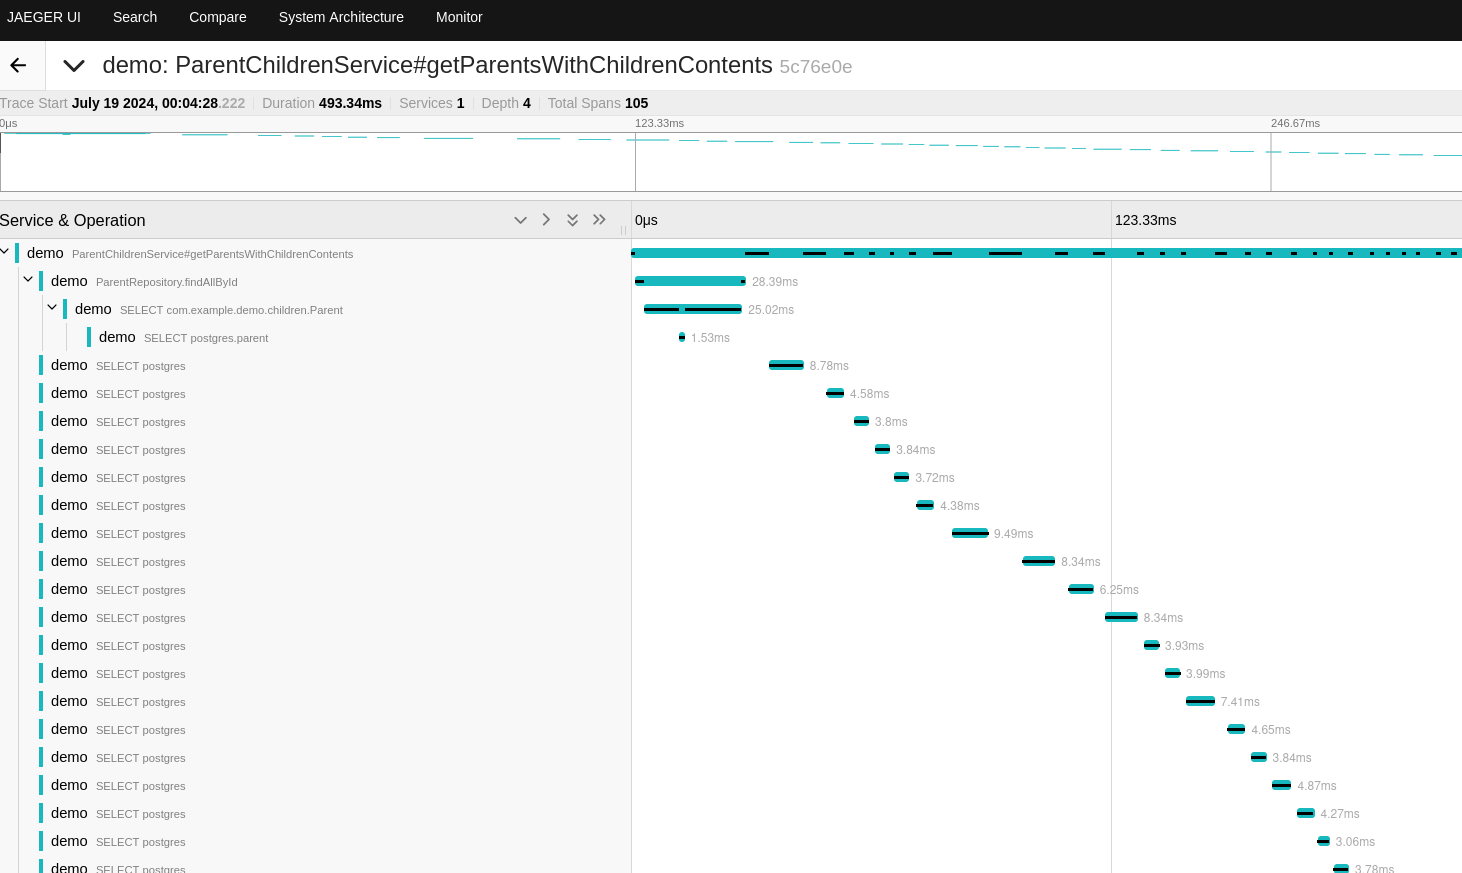 JAEGER UI Search Compare System Architecture Monitor
demo: ParentChildrenService#getParentsWithChildrenContents 5c76e0e
Trace Start July 19 2024, 00:04:28.222 Duration 493.34ms Services 1 Depth 4 Total Spans 105
0μs 123.33ms 246.67ms
Service & Operation 0μs 123.33ms
demo ParentChildrenService#getParentsWithChildrenContents
demo ParentRepository.findAllById 28.39ms
demo SELECT com.example.demo.children.Parent 25.02ms
demo SELECT postgres.parent 1.53ms
demo SELECT postgres 8.78ms
demo SELECT postgres 4.58ms
demo SELECT postgres 3.8ms
demo SELECT postgres 3.84ms
demo SELECT postgres 3.72ms
demo SELECT postgres 4.38ms
demo SELECT postgres 9.49ms
demo SELECT postgres 8.34ms
demo SELECT postgres 6.25ms
demo SELECT postgres 8.34ms
demo SELECT postgres 3.93ms
demo SELECT postgres 3.99ms
demo SELECT postgres 7.41ms
demo SELECT postgres 4.65ms
demo SELECT postgres 3.84ms
demo SELECT postgres 4.87ms
demo SELECT postgres 4.27ms
demo SELECT postgres 3.06ms
demo SELECT postgres 3.78ms